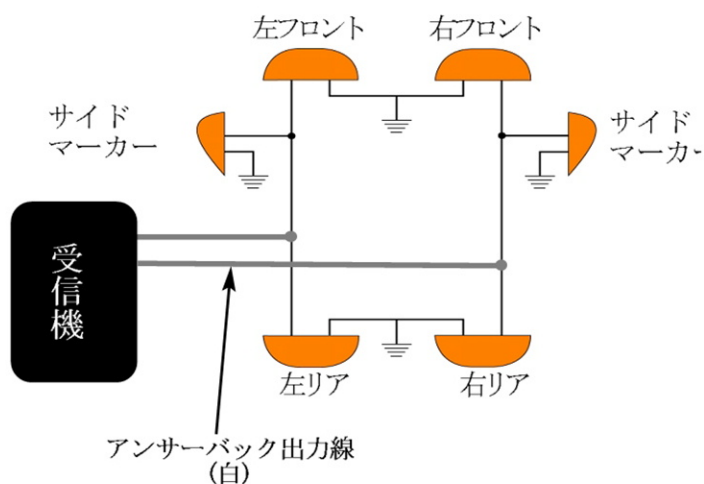 左フロント
右フロント
サイド
マーカー
サイド
マーカー
受信機
左リア
右リア
アンサーバック出力線
(白)